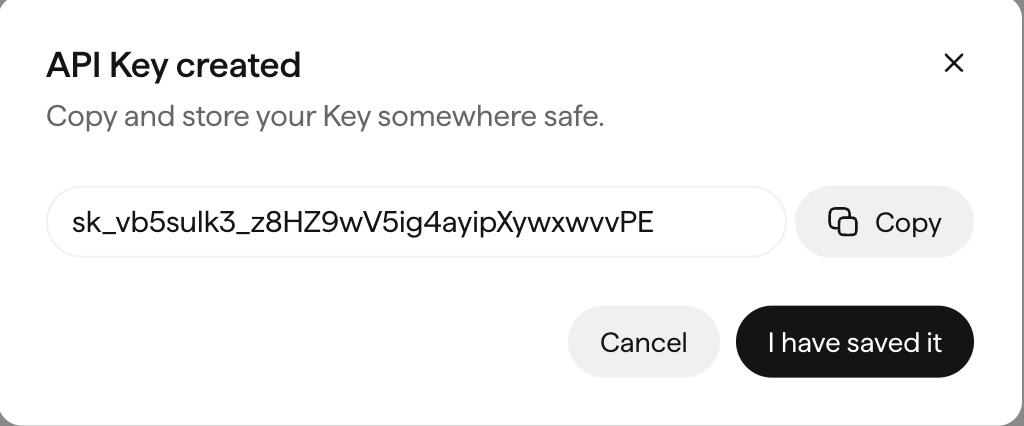 API Key created
Copy and store your Key somewhere safe.
sk_vb5sulk3_z8HZ9wV5ig4ayipXywxwvvPE
Copy
Cancel
I have saved it